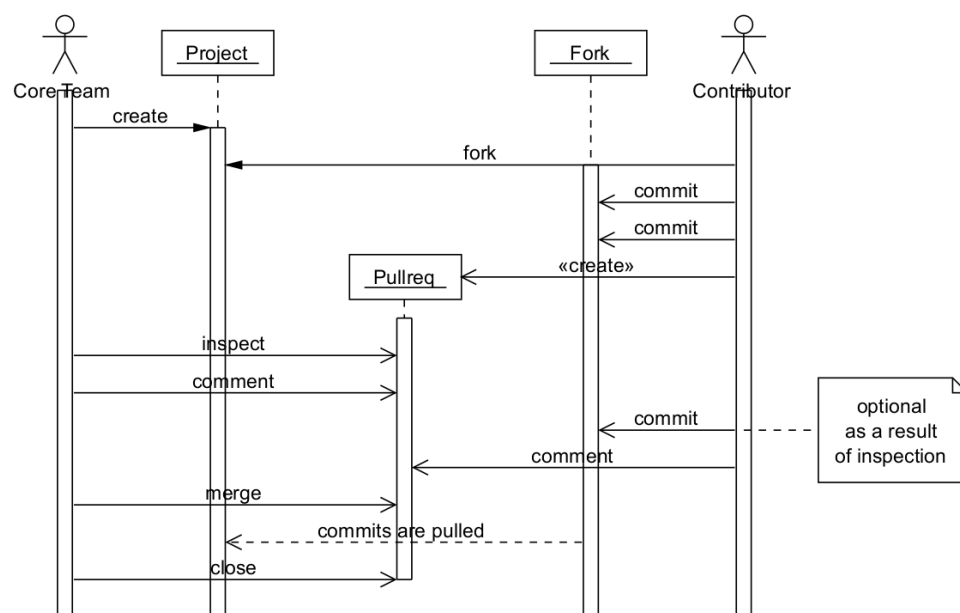 Project
Fork
Core Team
Contributor
create
fork
commit
commit
«create»
Pullreq
inspect
comment
optional
as a result
of inspection
commit
comment
merge
commits are pulled
close